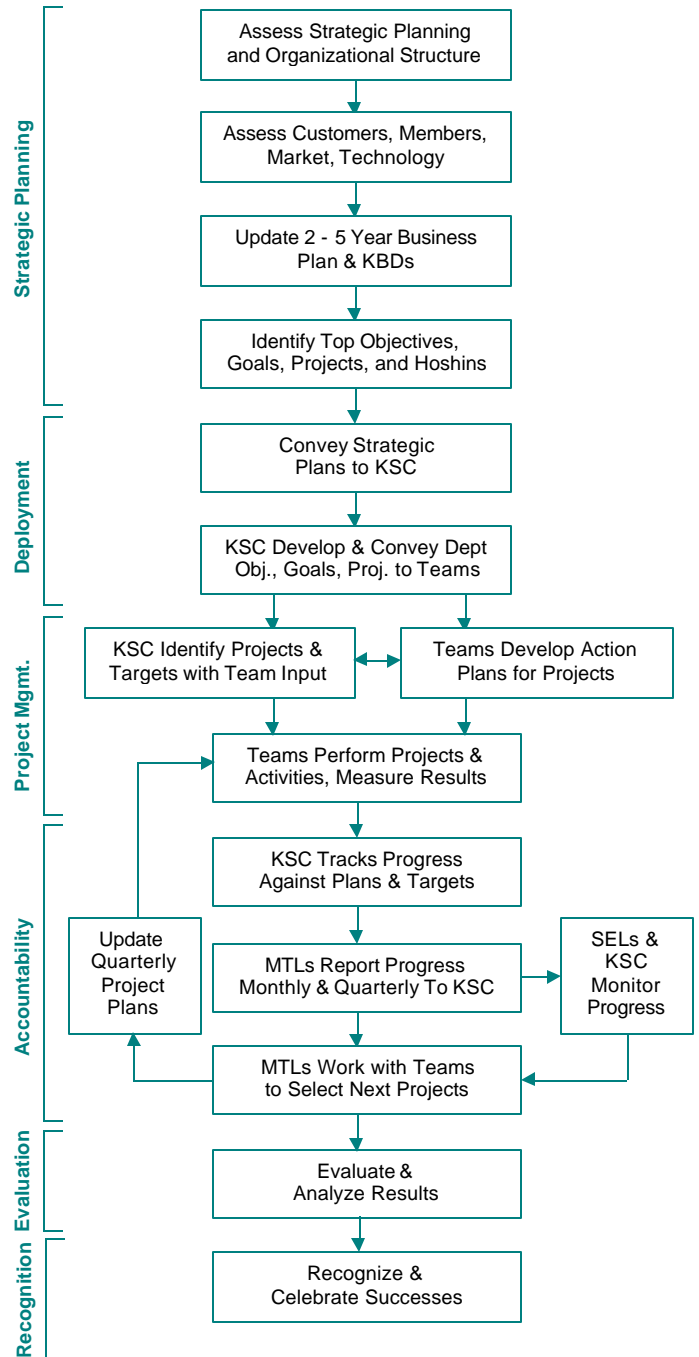 Strategic Planning
Assess Strategic Planning
and Organizational Structure
Assess Customers, Members,
Market, Technology
Update 2 - 5 Year Business
Plan & KBDs
Identify Top Objectives,
Goals, Projects, and Hoshins
Deployment
Convey Strategic
Plans to KSC
KSC Develop & Convey Dept
Obj., Goals, Proj. to Teams
Project Mgmt.
KSC Identify Projects &
Targets with Team Input
Teams Develop Action
Plans for Projects
Teams Perform Projects &
Activities, Measure Results
Accountability
KSC Tracks Progress
Against Plans & Targets
Update
Quarterly
Project
Plans
MTLs Report Progress
Monthly & Quarterly To KSC
SELs &
KSC
Monitor
Progress
MTLs Work with Teams
to Select Next Projects
Evaluation
Evaluate &
Analyze Results
Recognition
Recognize &
Celebrate Successes